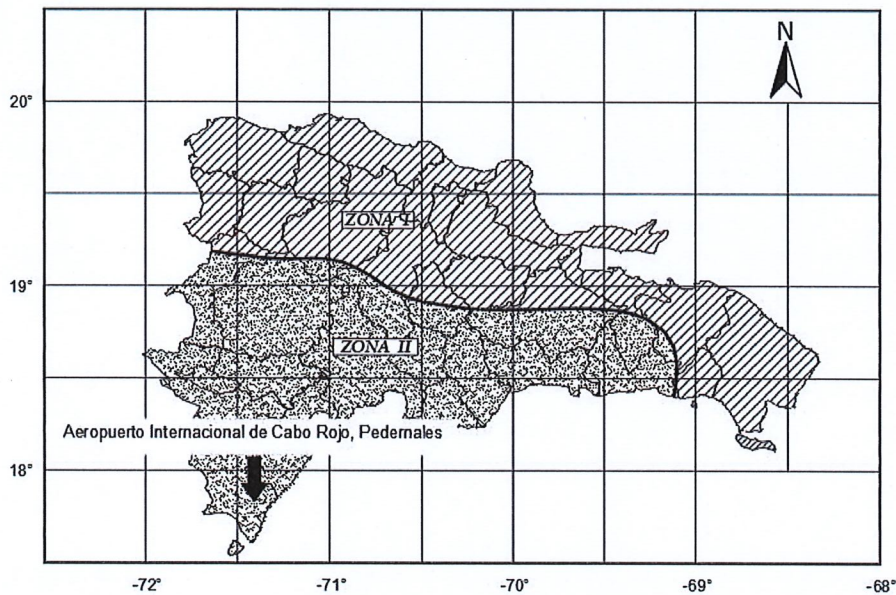 N
20°
ZONA I
19°
ZONA II
Aeropuerto Internacional de Cabo Rojo, Pedernales
18°
-72° -71° -70° -69° -68°